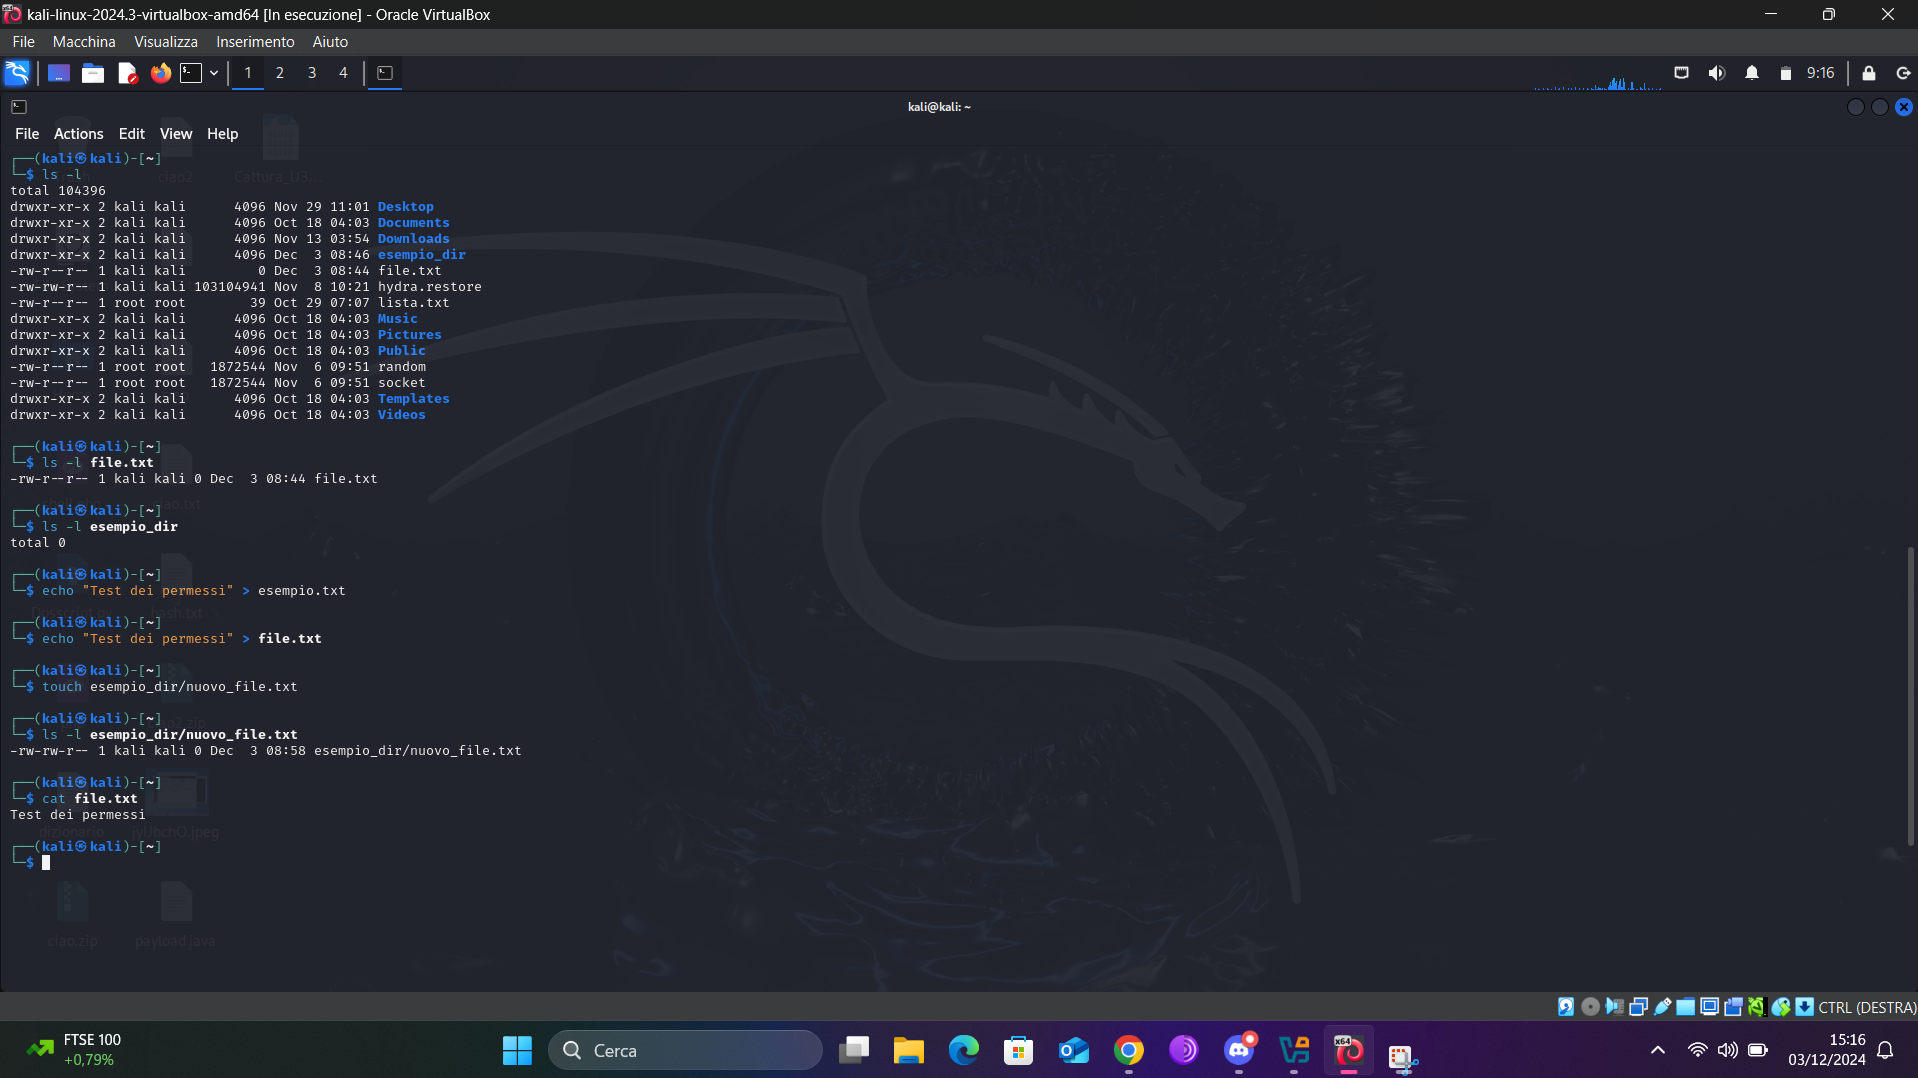 kali-linux-2024.3-virtualbox-amd64 [In esecuzione] - Oracle VirtualBox
File Macchina Visualizza Inserimento Aiuto
1 2 3 4 9:16
kali@kali: ~
File Actions Edit View Help
┌──(kali㉿kali)-[~]
└─$ ls -l
total 104396
drwxr-xr-x 2 kali kali      4096 Nov 29 11:01 Desktop
drwxr-xr-x 2 kali kali      4096 Oct 18 04:03 Documents
drwxr-xr-x 2 kali kali      4096 Nov 13 03:54 Downloads
drwxr-xr-x 2 kali kali      4096 Dec  3 08:46 esempio_dir
-rw-r--r-- 1 kali kali         0 Dec  3 08:44 file.txt
-rw-rw-r-- 1 kali kali 103104941 Nov  8 10:21 hydra.restore
-rw-r--r-- 1 root root        39 Oct 29 07:07 lista.txt
drwxr-xr-x 2 kali kali      4096 Oct 18 04:03 Music
drwxr-xr-x 2 kali kali      4096 Oct 18 04:03 Pictures
drwxr-xr-x 2 kali kali      4096 Oct 18 04:03 Public
-rw-r--r-- 1 root root   1872544 Nov  6 09:51 random
-rw-r--r-- 1 root root   1872544 Nov  6 09:51 socket
drwxr-xr-x 2 kali kali      4096 Oct 18 04:03 Templates
drwxr-xr-x 2 kali kali      4096 Oct 18 04:03 Videos
┌──(kali㉿kali)-[~]
└─$ ls -l file.txt
-rw-r--r-- 1 kali kali 0 Dec  3 08:44 file.txt
┌──(kali㉿kali)-[~]
└─$ ls -l esempio_dir
total 0
┌──(kali㉿kali)-[~]
└─$ echo "Test dei permessi" > esempio.txt
┌──(kali㉿kali)-[~]
└─$ echo "Test dei permessi" > file.txt
┌──(kali㉿kali)-[~]
└─$ touch esempio_dir/nuovo_file.txt
┌──(kali㉿kali)-[~]
└─$ ls -l esempio_dir/nuovo_file.txt
-rw-rw-r-- 1 kali kali 0 Dec  3 08:58 esempio_dir/nuovo_file.txt
┌──(kali㉿kali)-[~]
└─$ cat file.txt
Test dei permessi
dizionario
┌──(kali㉿kali)-[~]
└─$
ciao.zip payload.java
CTRL (DESTRA)
FTSE 100
+0,79%
Cerca
x64
15:16
03/12/2024